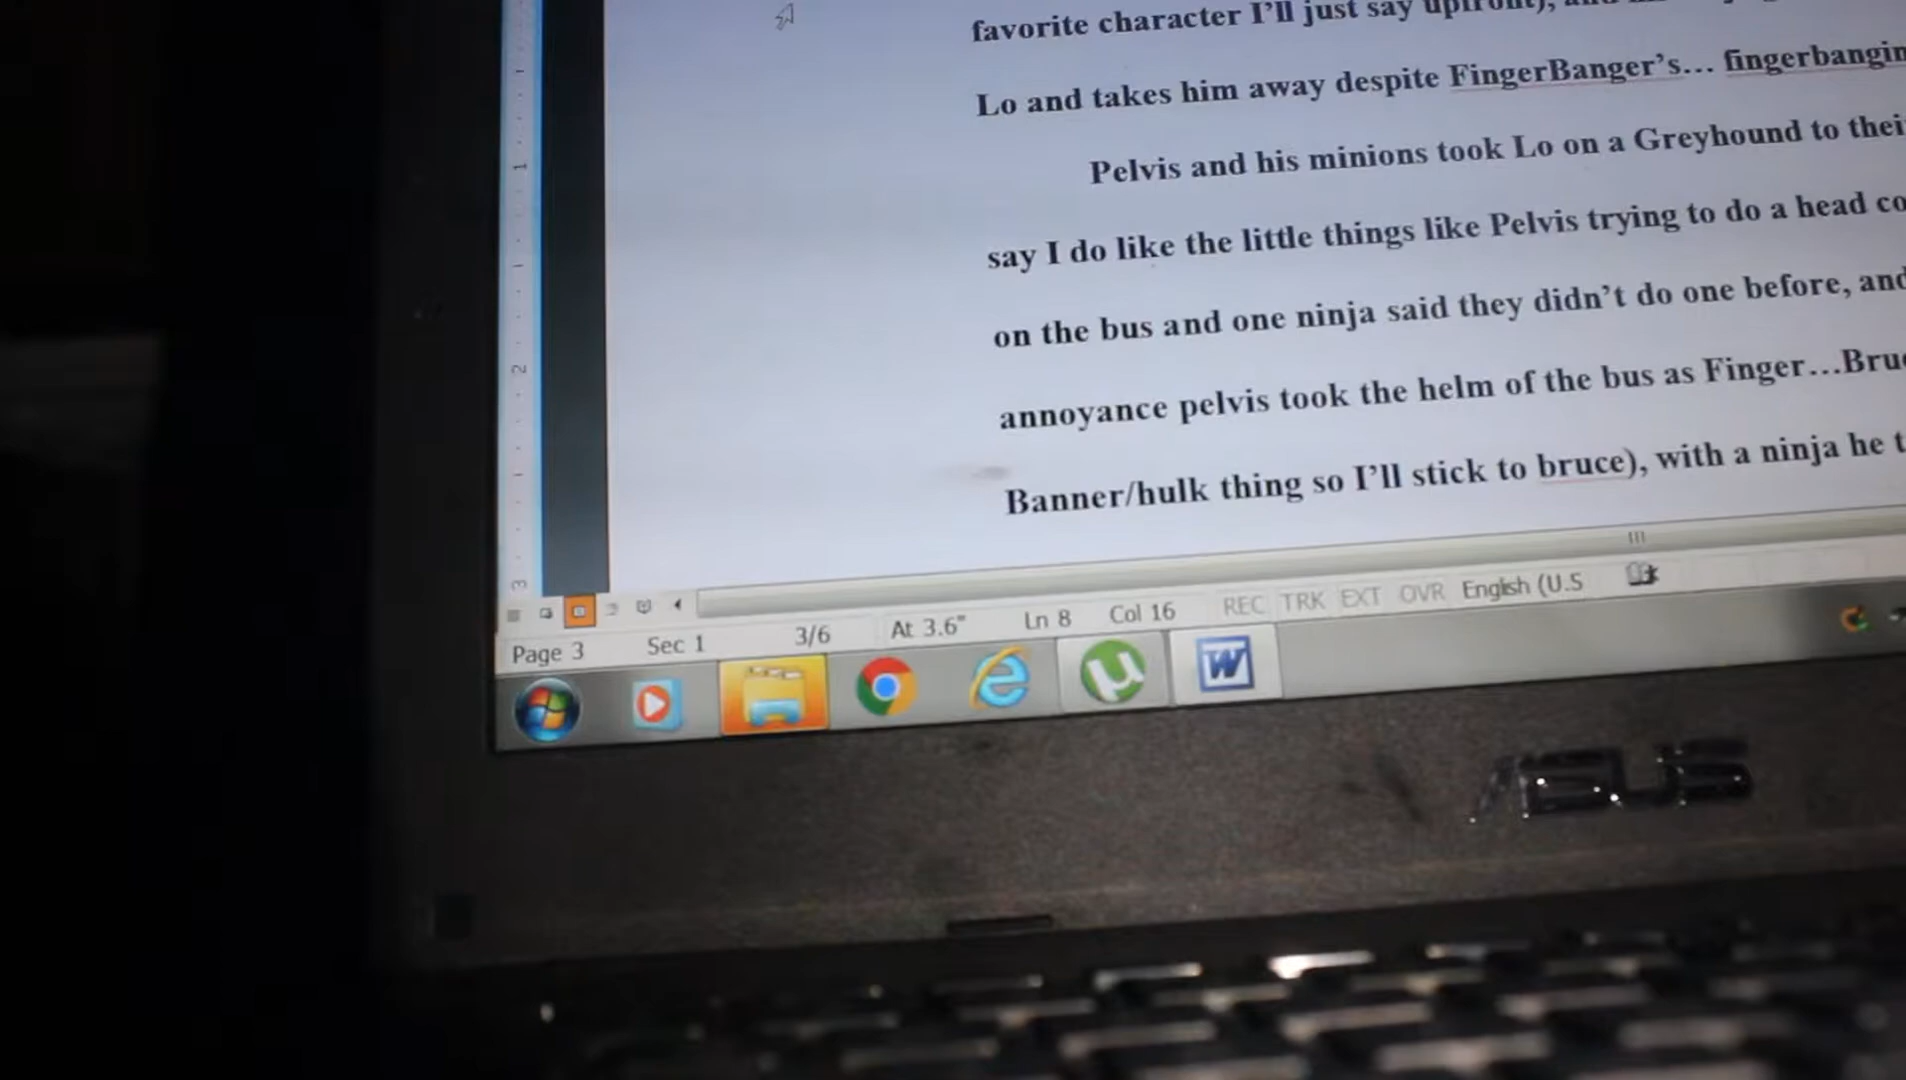 favorite character I'll just say upfront),
Lo and takes him away despite FingerBanger's... fingerbangin
Pelvis and his minions took Lo on a Greyhound to thei
say I do like the little things like Pelvis trying to do a head co
on the bus and one ninja said they didn't do one before, and
annoyance pelvis took the helm of the bus as Finger...Bru
Banner/hulk thing so I'll stick to bruce), with a ninja he t
1
2
3
Page 3 Sec 1 3/6 At 3.6" Ln 8 Col 16 REC TRK EXT OVR English (U.S
µ W
ASUS